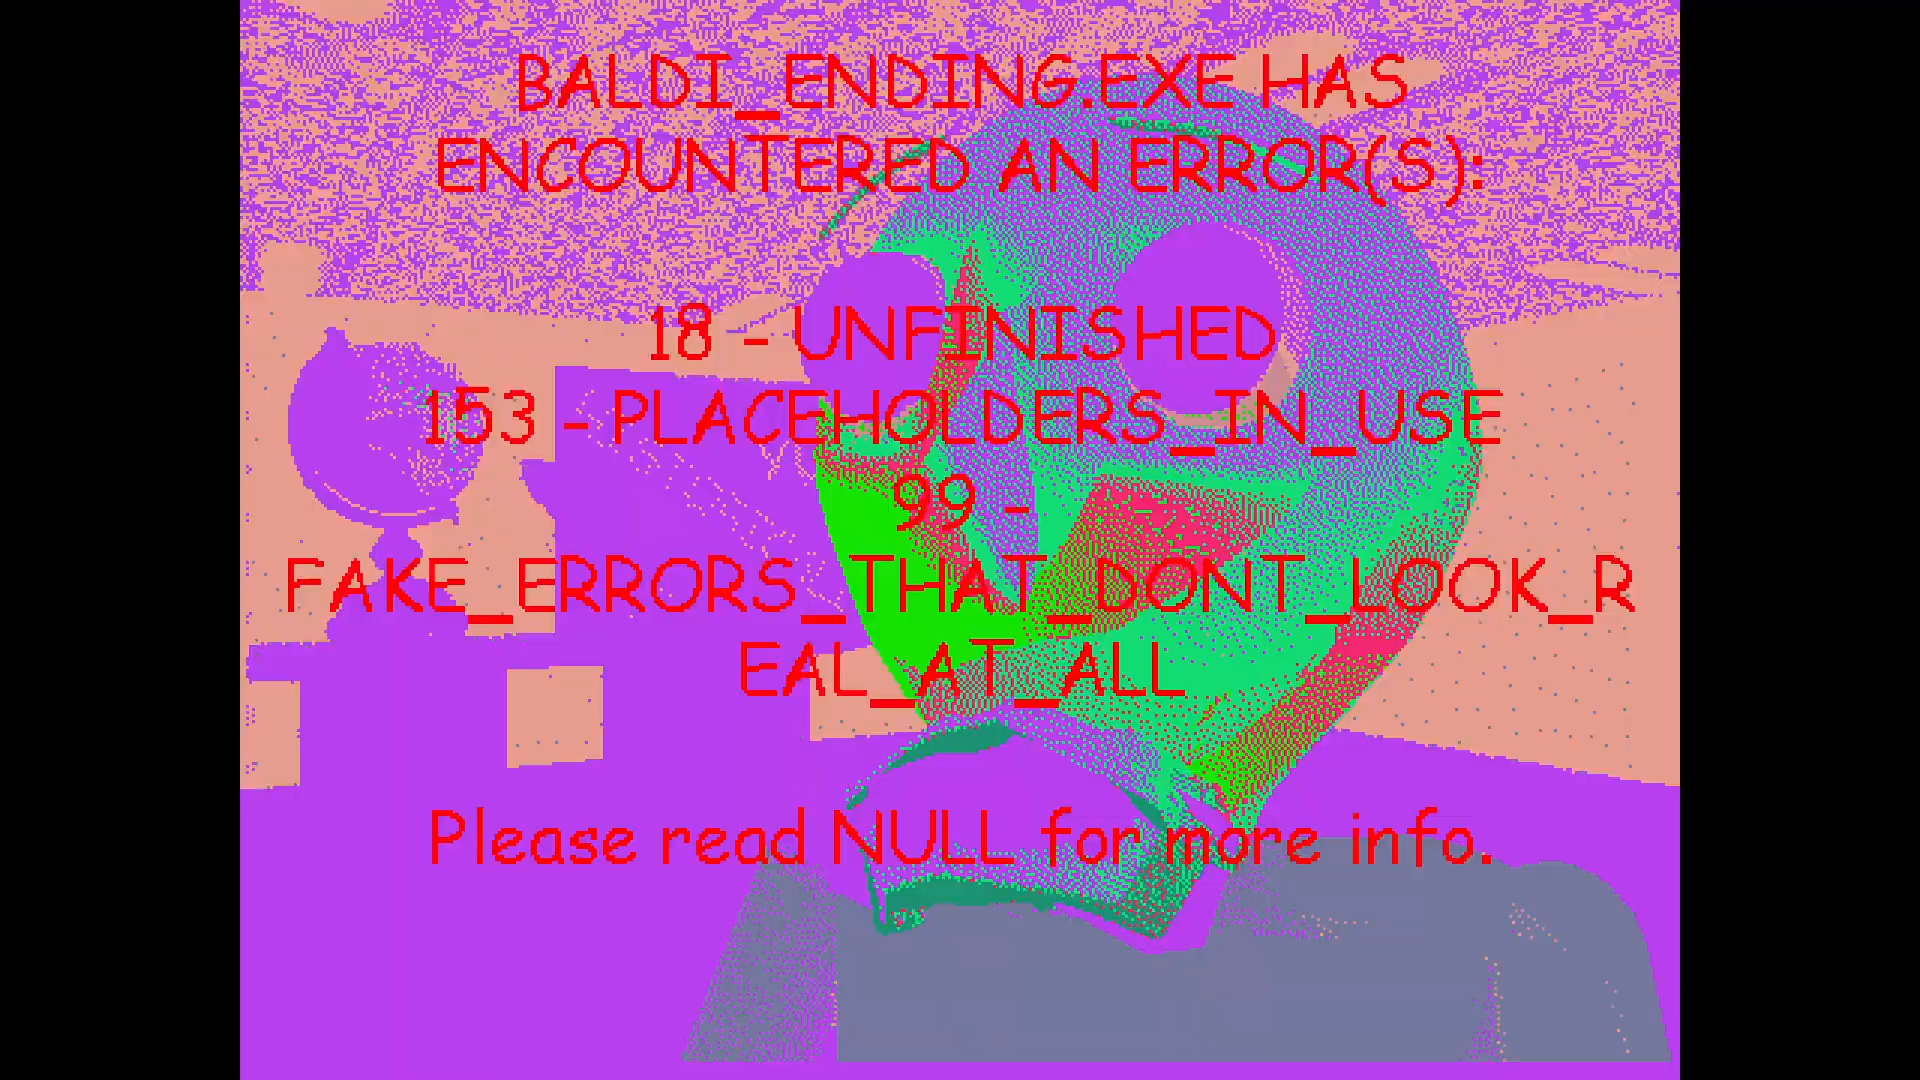 BALDI_ENDING.EXE HAS
ENCOUNTERED AN ERROR(S):
18 - UNFINISHED
153 - PLACEHOLDERS_IN_USE
99 -
FAKE_ERRORS_THAT_DONT_LOOK_R
EAL_AT_ALL
Please read NULL for more info.